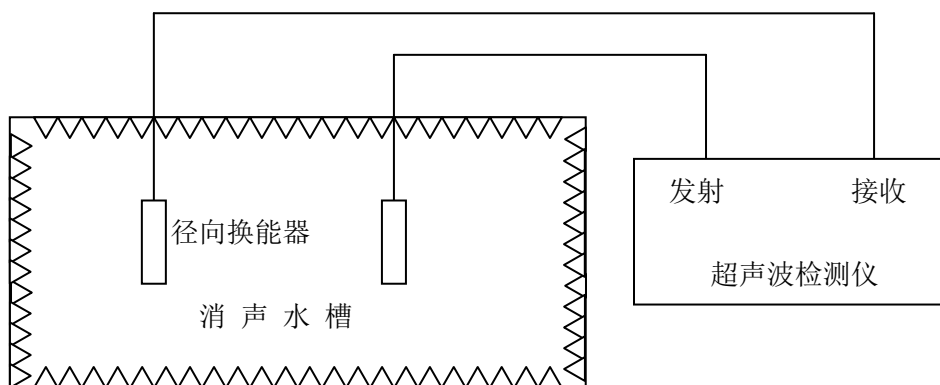 发射
接收
径向换能器
超声波检测仪
消 声 水 槽